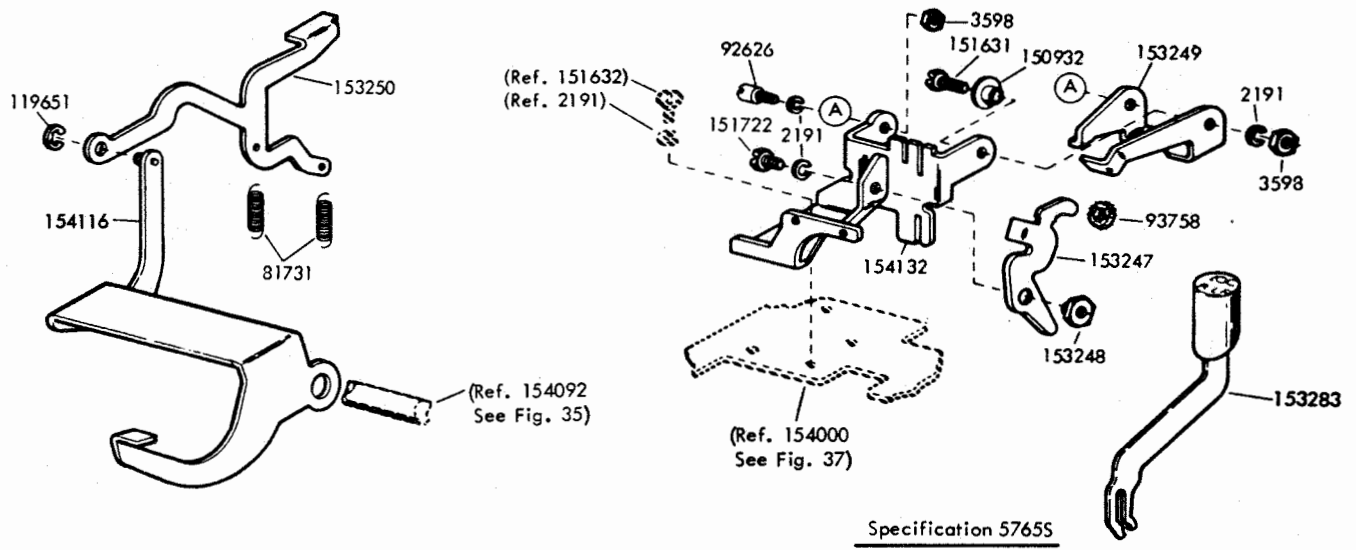 153250
119651
154116
81731
(Ref. 154092
See Fig. 35)
3598
151631
150932
153249
92626
(Ref. 151632)
(Ref. 2191)
A
A
151722
2191
2191
3598
93758
153247
154132
153248
(Ref. 154000
See Fig. 37)
153283
Specification 5765S